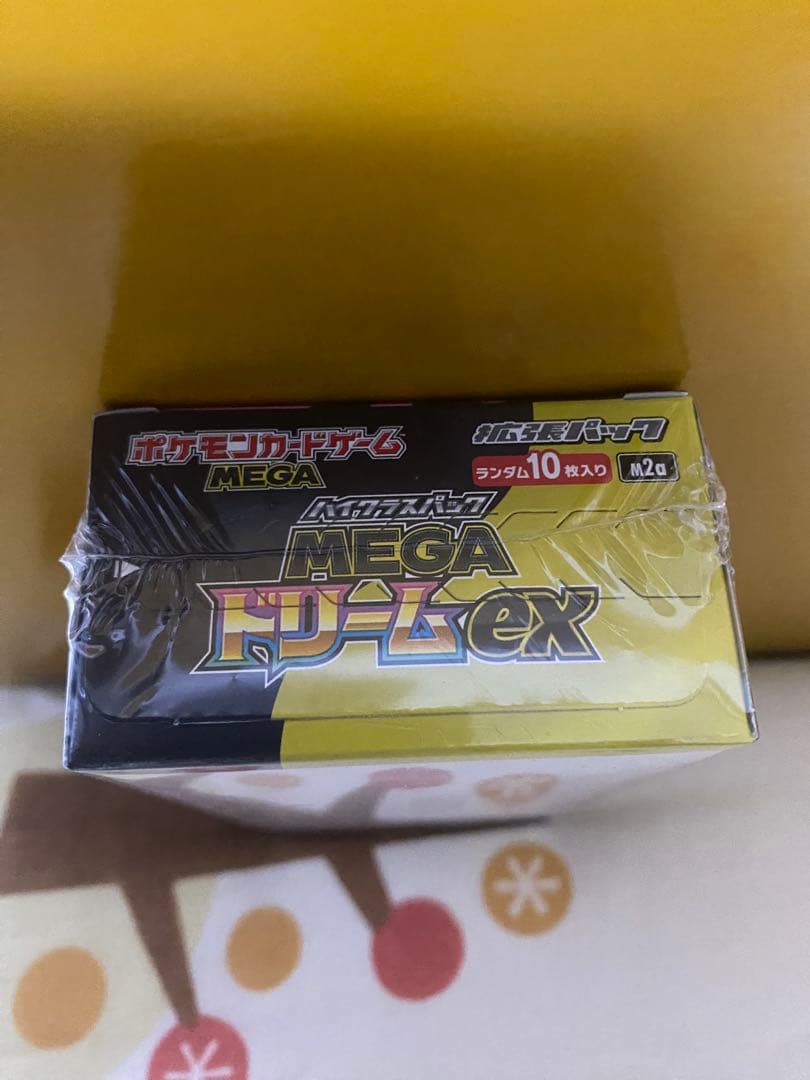 ポケモンカードゲーム
MEGA
拡張パック
ランダム10枚入り
M2a
ハイクラスパック
MEGA
ドリームex